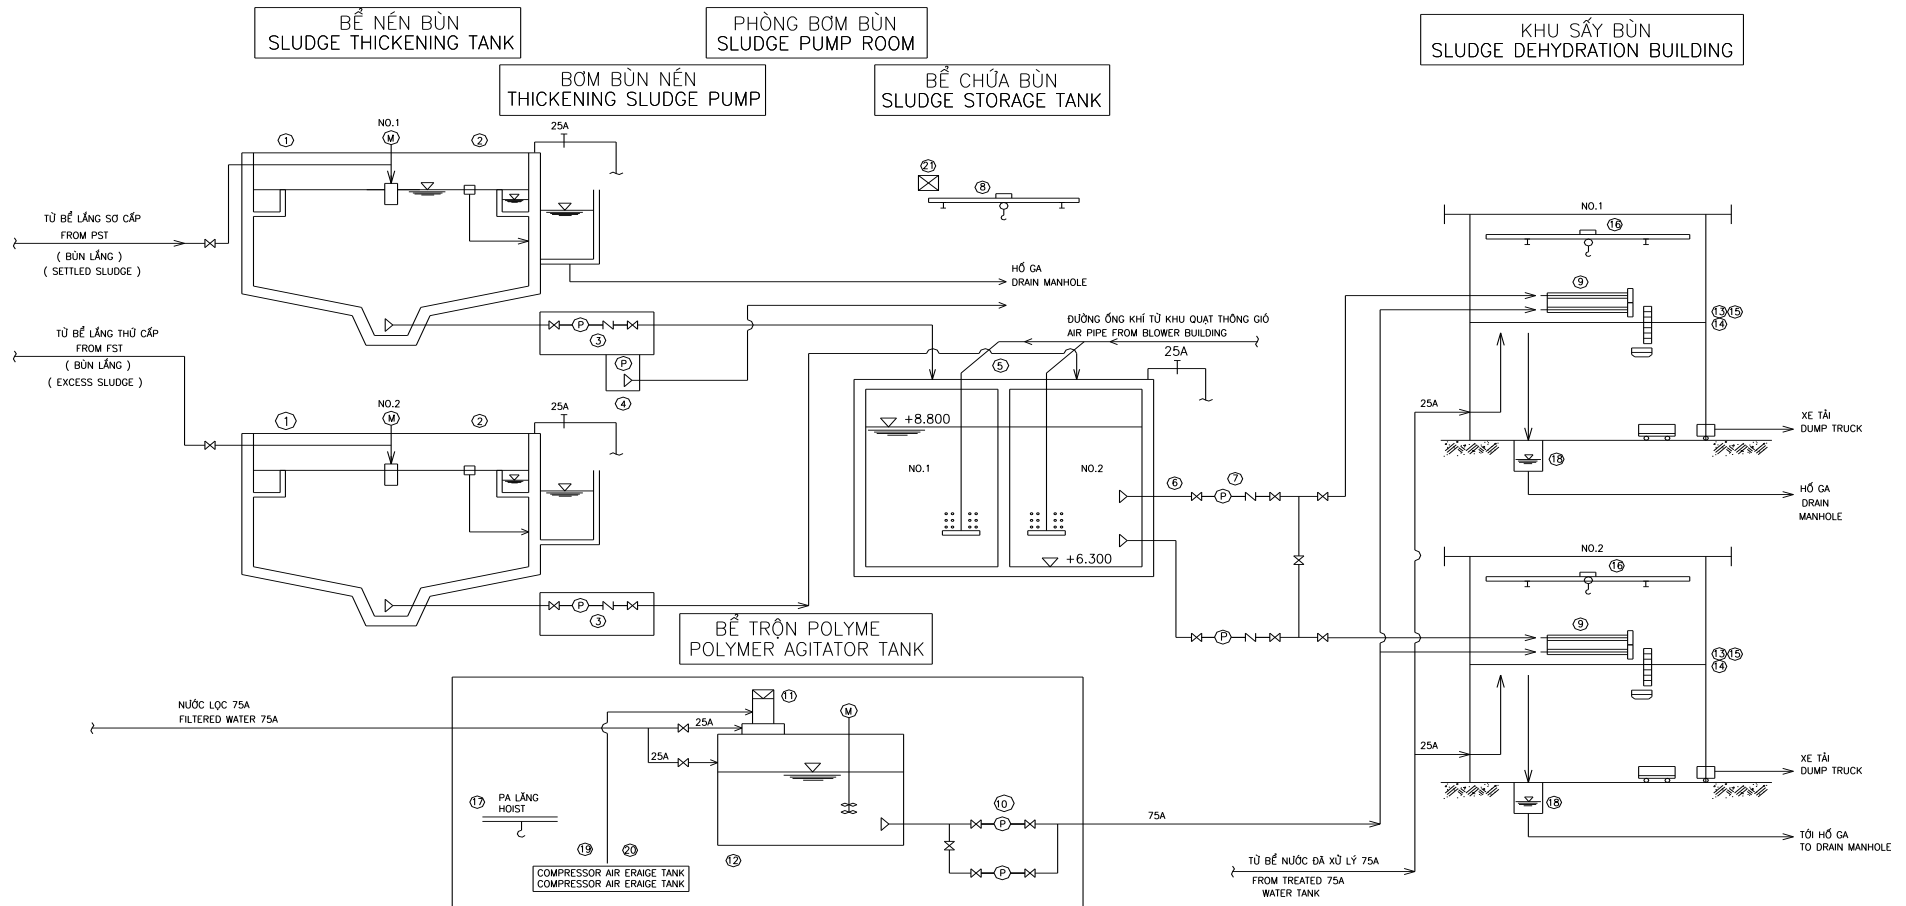 BỂ NÉN BÙN
SLUDGE THICKENING TANK
PHÒNG BƠM BÙN
SLUDGE PUMP ROOM
KHU SẤY BÙN
SLUDGE DEHYDRATION BUILDING
BƠM BÙN NÉN
THICKENING SLUDGE PUMP
BỂ CHỨA BÙN
SLUDGE STORAGE TANK
NO.1
M
1
2
25A
TỪ BỂ LẮNG SƠ CẤP
FROM PST
( BÙN LẮNG )
( SETTLED SLUDGE )
HỐ GA
DRAIN MANHOLE
21
8
TỪ BỂ LẮNG THỨ CẤP
FROM FST
(BÙN LẮNG )
( EXCESS SLUDGE )
P
3
P
4
NO.2
M
1
2
25A
P
3
ĐƯỜNG ỐNG KHÍ TỪ KHU QUẠT THÔNG GIÓ
AIR PIPE FROM BLOWER BUILDING
5
25A
+8.800
NO.1
NO.2
+6.300
6
7
P
P
NO.1
16
9
13
15
14
25A
XE TẢI
DUMP TRUCK
18
HỐ GA
DRAIN
MANHOLE
NO.2
16
9
13
15
14
25A
XE TẢI
DUMP TRUCK
18
TỚI HỐ GA
TO DRAIN MANHOLE
BỂ TRỘN POLYME
POLYMER AGITATOR TANK
NƯỚC LỌC 75A
FILTERED WATER 75A
25A
25A
11
M
17
PA LĂNG
HOIST
19
20
COMPRESSOR AIR ERAIGE TANK
COMPRESSOR AIR ERAIGE TANK
12
10
P
P
75A
TỪ BỂ NƯỚC ĐÃ XỬ LÝ 75A
FROM TREATED 75A
WATER TANK